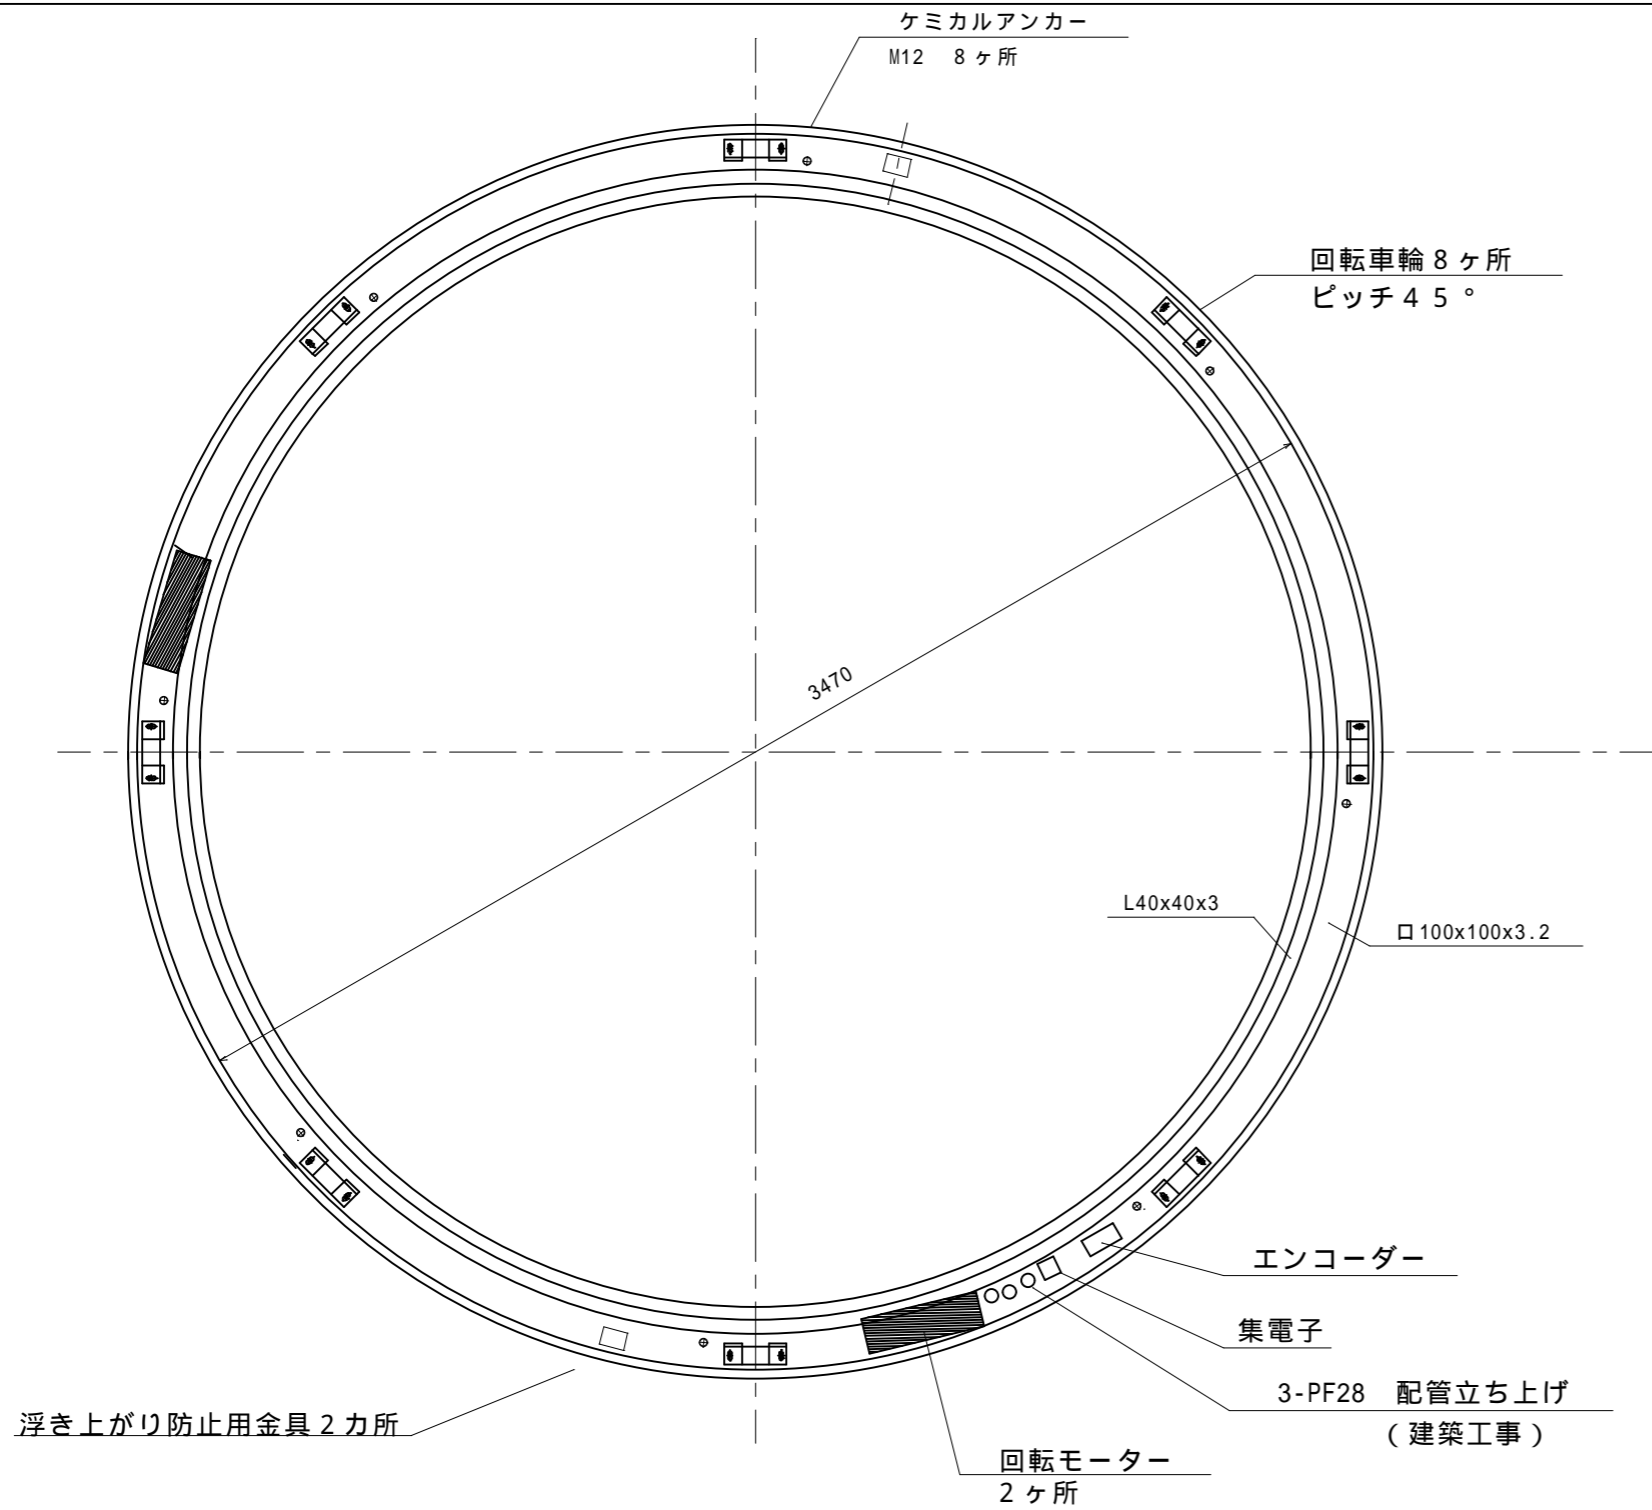 ケミカルアンカー
M12 8ヶ所
回転車輪8ヶ所
ピッチ45°
3470
L40x40x3
口100x100x3.2
エンコーダー
集電子
3-PF28 配管立ち上げ
(建築工事)
浮き上がり防止用金具2カ所
回転モーター
2ヶ所